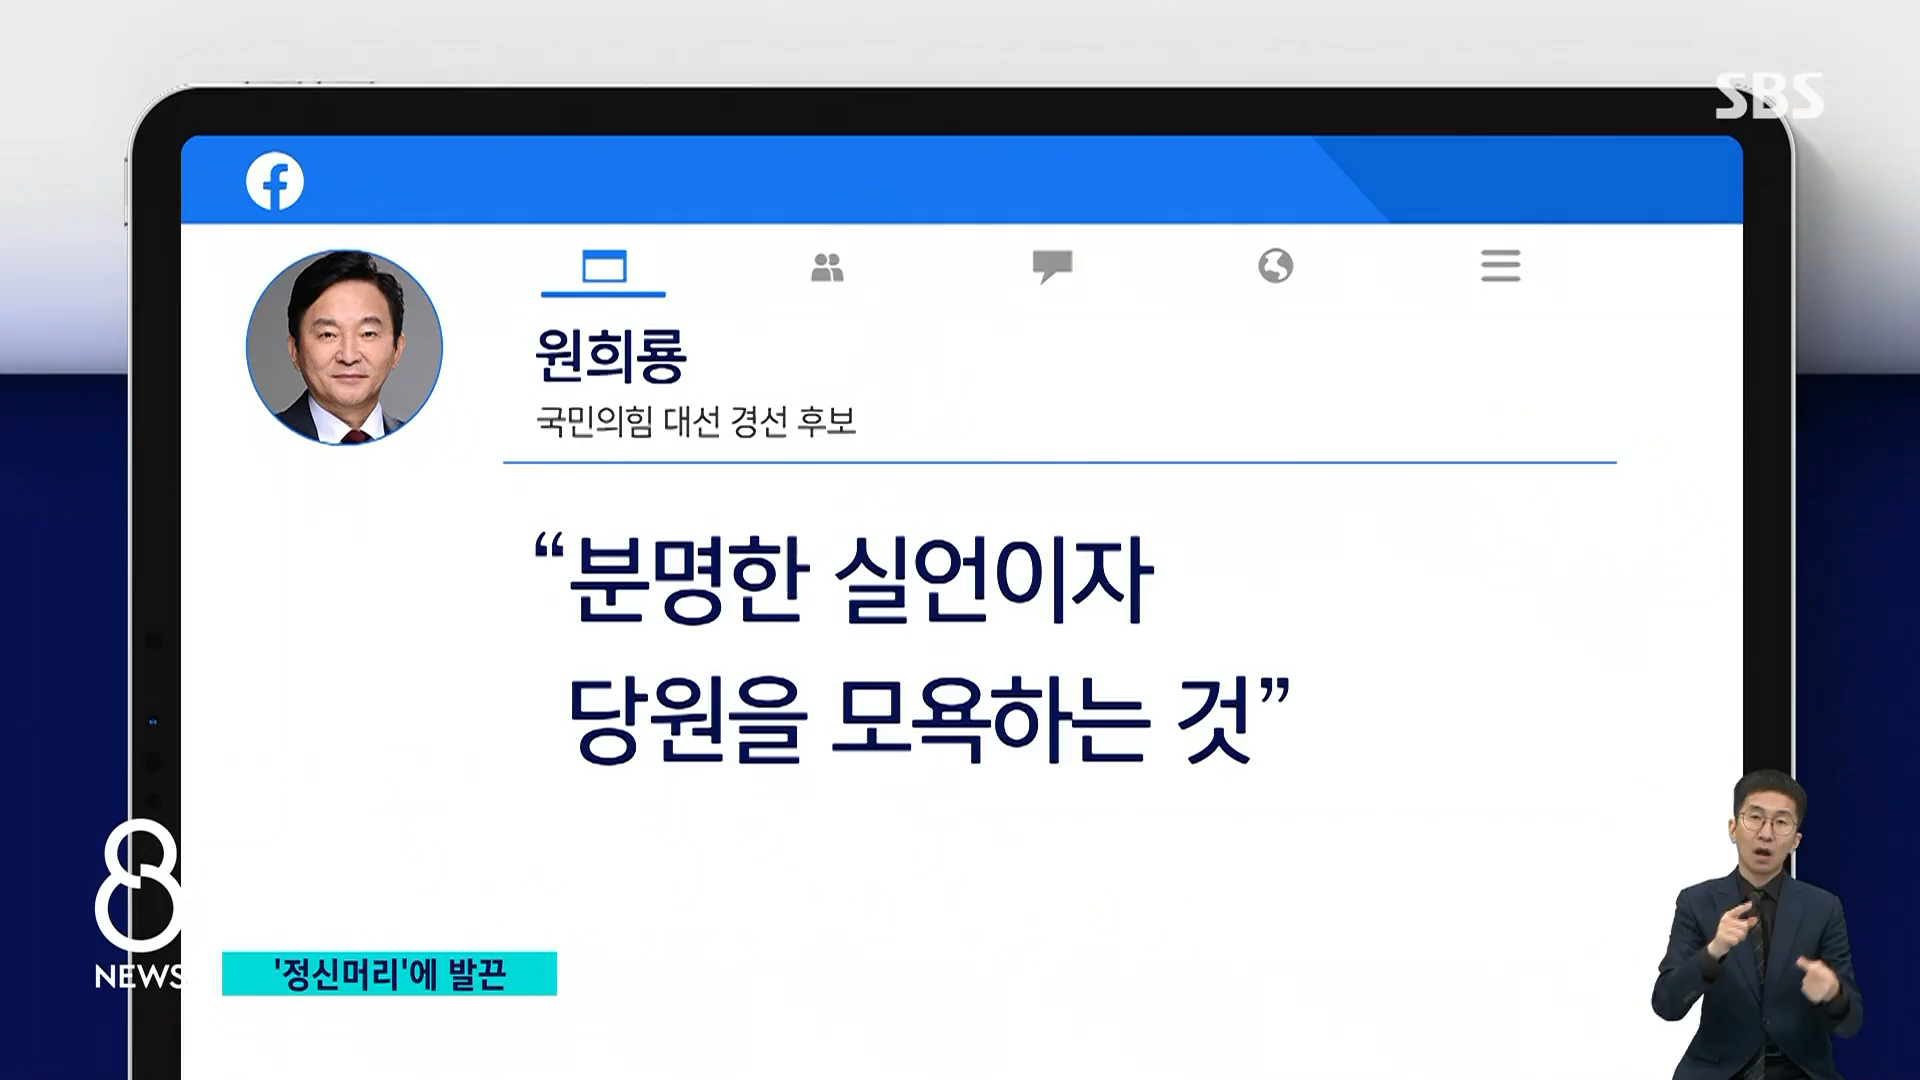 SBS
원희룡
국민의힘 대선 경선 후보
“분명한 실언이자
당원을 모욕하는 것”
8
NEWS
'정신머리'에 발끈